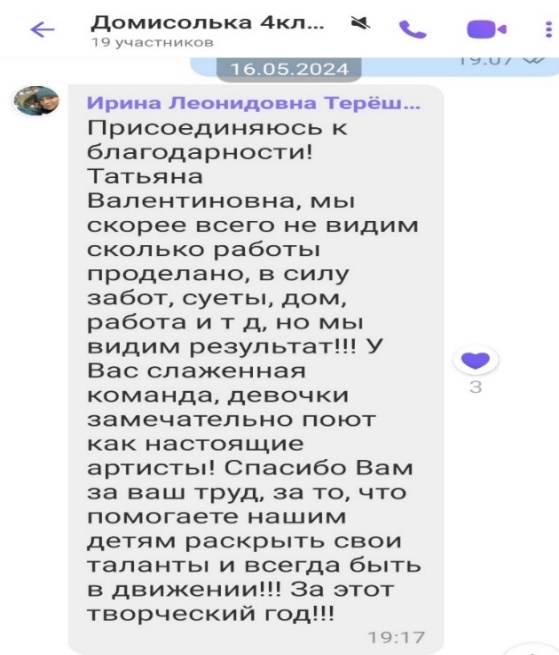 Домисолька 4кл...
19 участников
19:07
16.05.2024
Ирина Леонидовна Терёш...
Присоединяюсь к
благодарности!
Татьяна
Валентиновна, мы
скорее всего не видим
сколько работы
проделано, в силу
забот, суеты, дом,
работа и т д, но мы
видим результат!!! У
Вас слаженная
команда, девочки
замечательно поют
как настоящие
артисты! Спасибо Вам
за ваш труд, за то, что
помогаете нашим
детям раскрыть свои
таланты и всегда быть
в движении!!! За этот
творческий год!!!
3
19:17